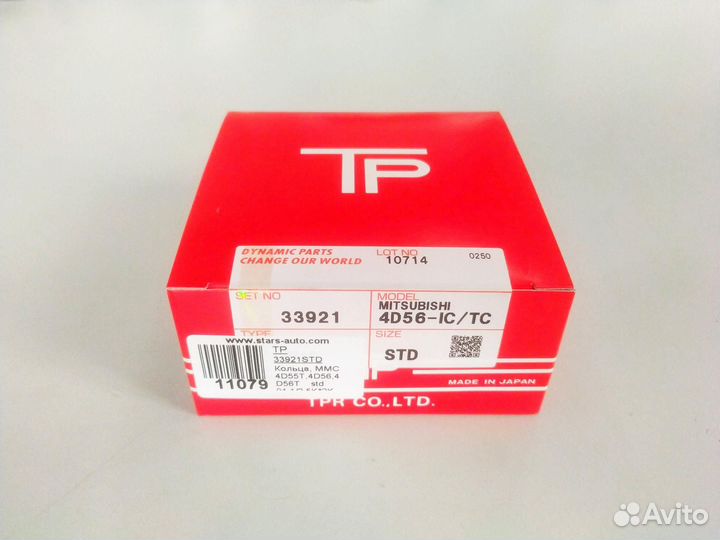 TP
DYNAMIC PARTS
CHANGE OUR WORLD
LOT NO
10714
0250
SET NO
33921
MODEL
MITSUBISHI
4D56-IC/TC
TYPE
SIZE
STD
www.stars-auto.com
TP
33921STD
Кольца, ММС
4D55T,4D56,4
D56T std
11079
MADE IN JAPAN
TPR CO.,LTD.
Avito